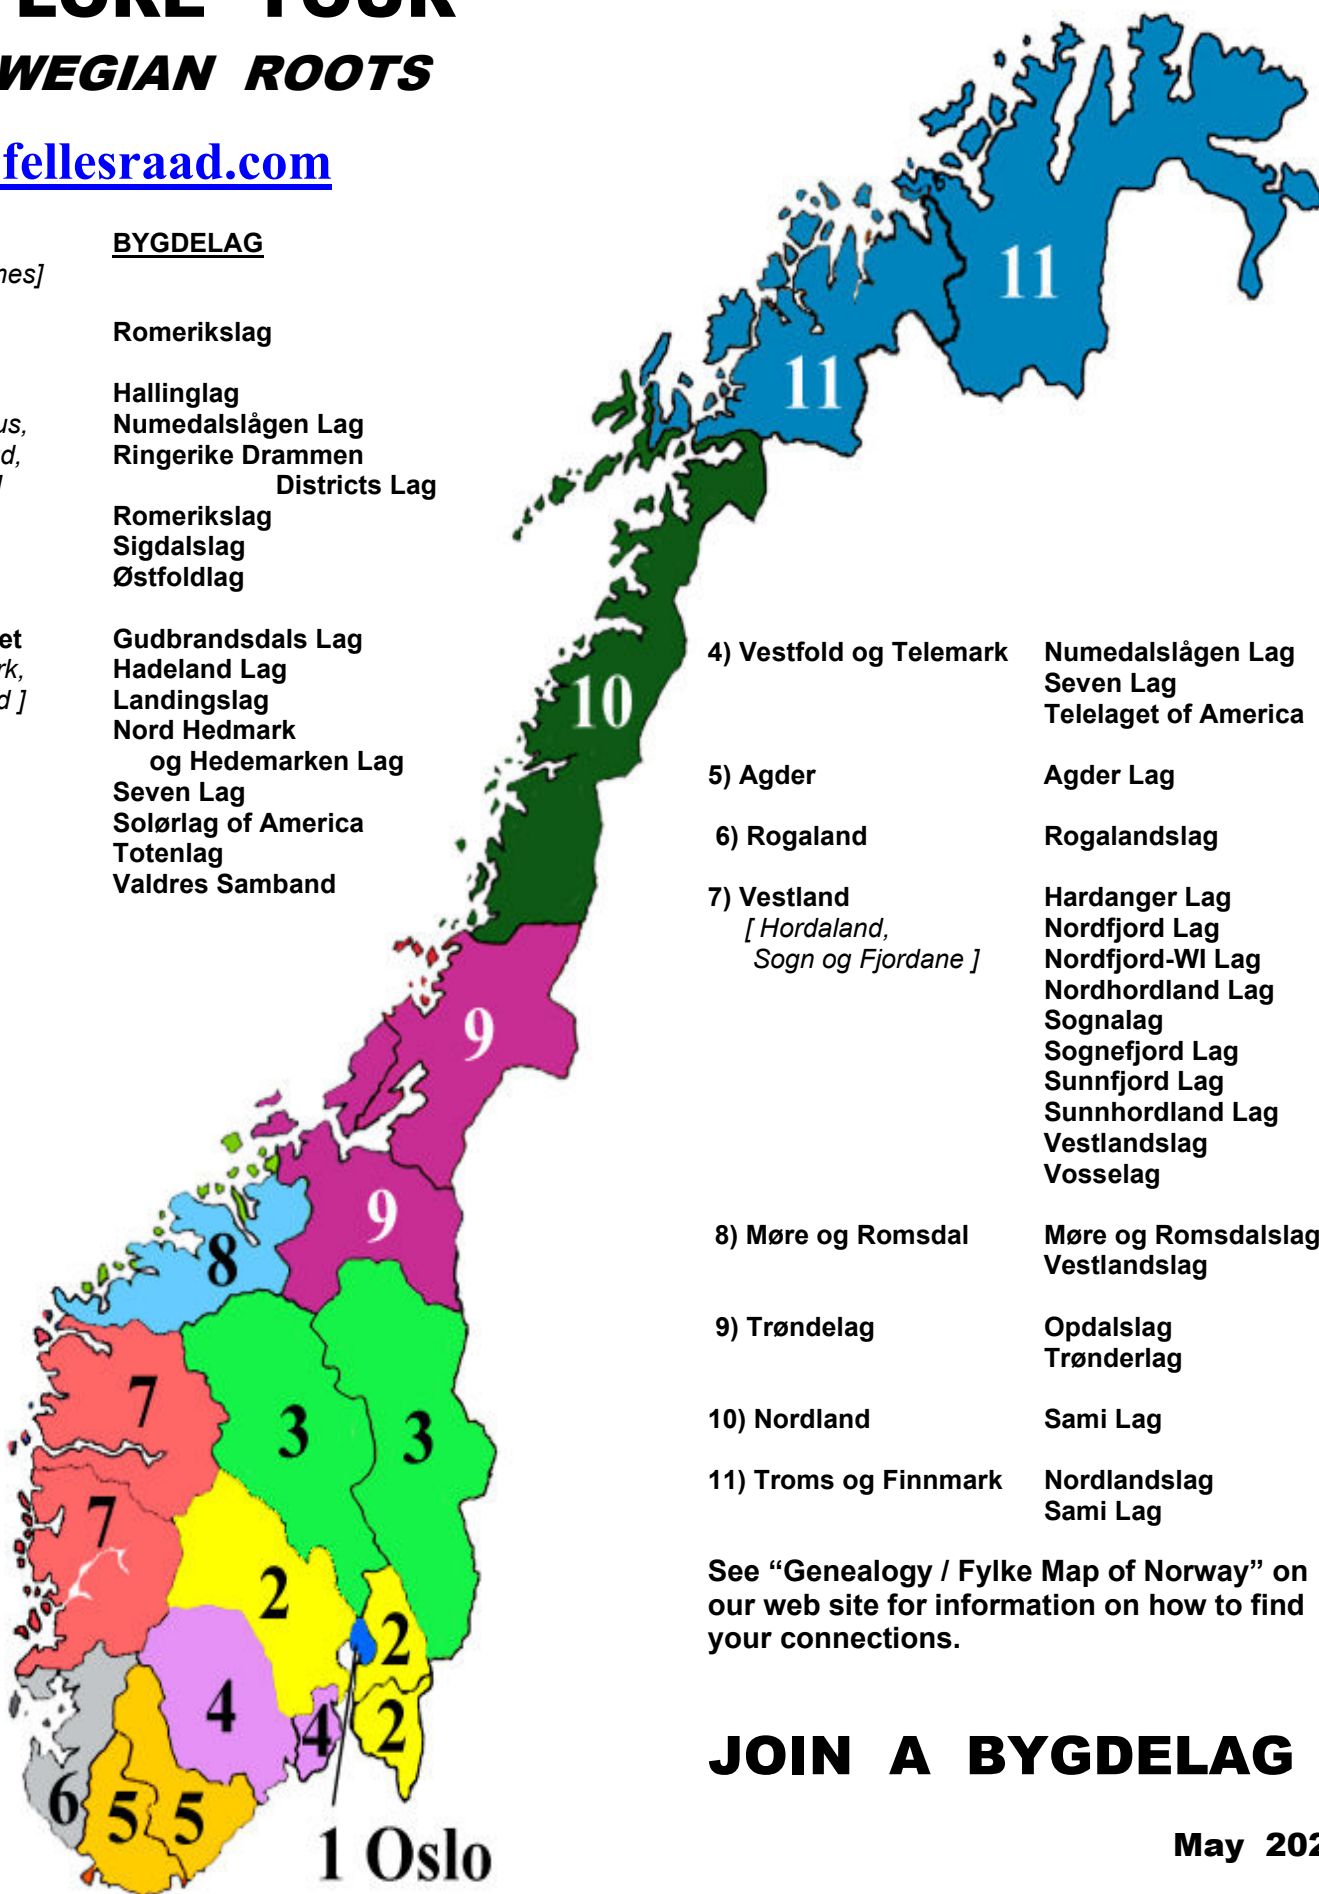 LORE YOUR
WEGIAN ROOTS
fellesraad.com
BYGDELAG
nes]
Romerikslag
Hallinglag
us, Numedalslågen Lag
d, Ringerike Drammen
] Districts Lag
Romerikslag
Sigdalslag
Østfoldlag
et Gudbrandsdals Lag
rk, Hadeland Lag
d ] Landingslag
Nord Hedmark
og Hedemarken Lag
Seven Lag
Solørlag of America
Totenlag
Valdres Samband
4) Vestfold og Telemark Numedalslågen Lag
Seven Lag
Telelaget of America
5) Agder Agder Lag
6) Rogaland Rogalandslag
7) Vestland Hardanger Lag
[ Hordaland, Nordfjord Lag
Sogn og Fjordane ] Nordfjord-WI Lag
Nordhordland Lag
Sognalag
Sognefjord Lag
Sunnfjord Lag
Sunnhordland Lag
Vestlandslag
Vosselag
8) Møre og Romsdal Møre og Romsdalslag
Vestlandslag
9) Trøndelag Opdalslag
Trønderlag
10) Nordland Sami Lag
11) Troms og Finnmark Nordlandslag
Sami Lag
See “Genealogy / Fylke Map of Norway” on
our web site for information on how to find
your connections.
JOIN A BYGDELAG
May 202
11
11
10
9
9
8
7
3
3
7
2
2
4
4
2
6
5
5
1 Oslo